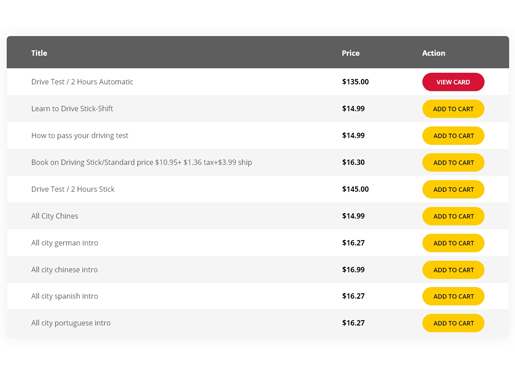 Title Price Action
Drive Test / 2 Hours Automatic $135.00 VIEW CARD
Learn to Drive Stick-Shift $14.99 ADD TO CART
How to pass your driving test $14.99 ADD TO CART
Book on Driving Stick/Standard price $10.95+ $1.36 tax+$3.99 ship $16.30 ADD TO CART
Drive Test / 2 Hours Stick $145.00 ADD TO CART
All City Chines $14.99 ADD TO CART
All city german intro $16.27 ADD TO CART
All city chinese intro $16.99 ADD TO CART
All city spanish intro $16.27 ADD TO CART
All city portuguese intro $16.27 ADD TO CART